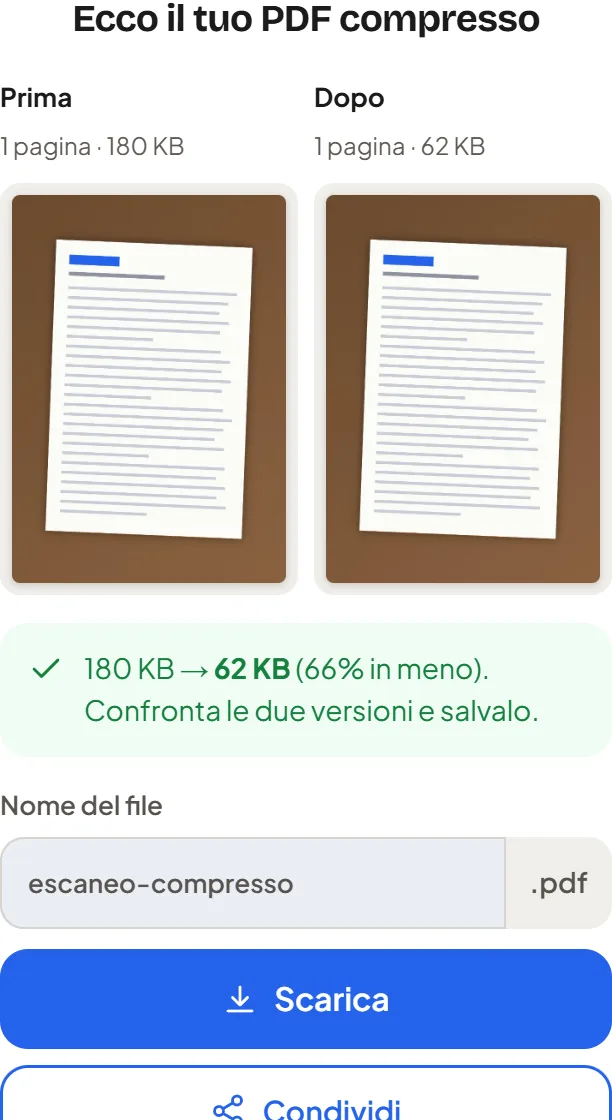 Ecco il tuo PDF compresso
Prima
1 pagina · 180 KB
Dopo
1 pagina · 62 KB
180 KB → 62 KB (66% in meno).
Confronta le due versioni e salvalo.
Nome del file
escaneo-compresso
.pdf
Scarica
Condividi